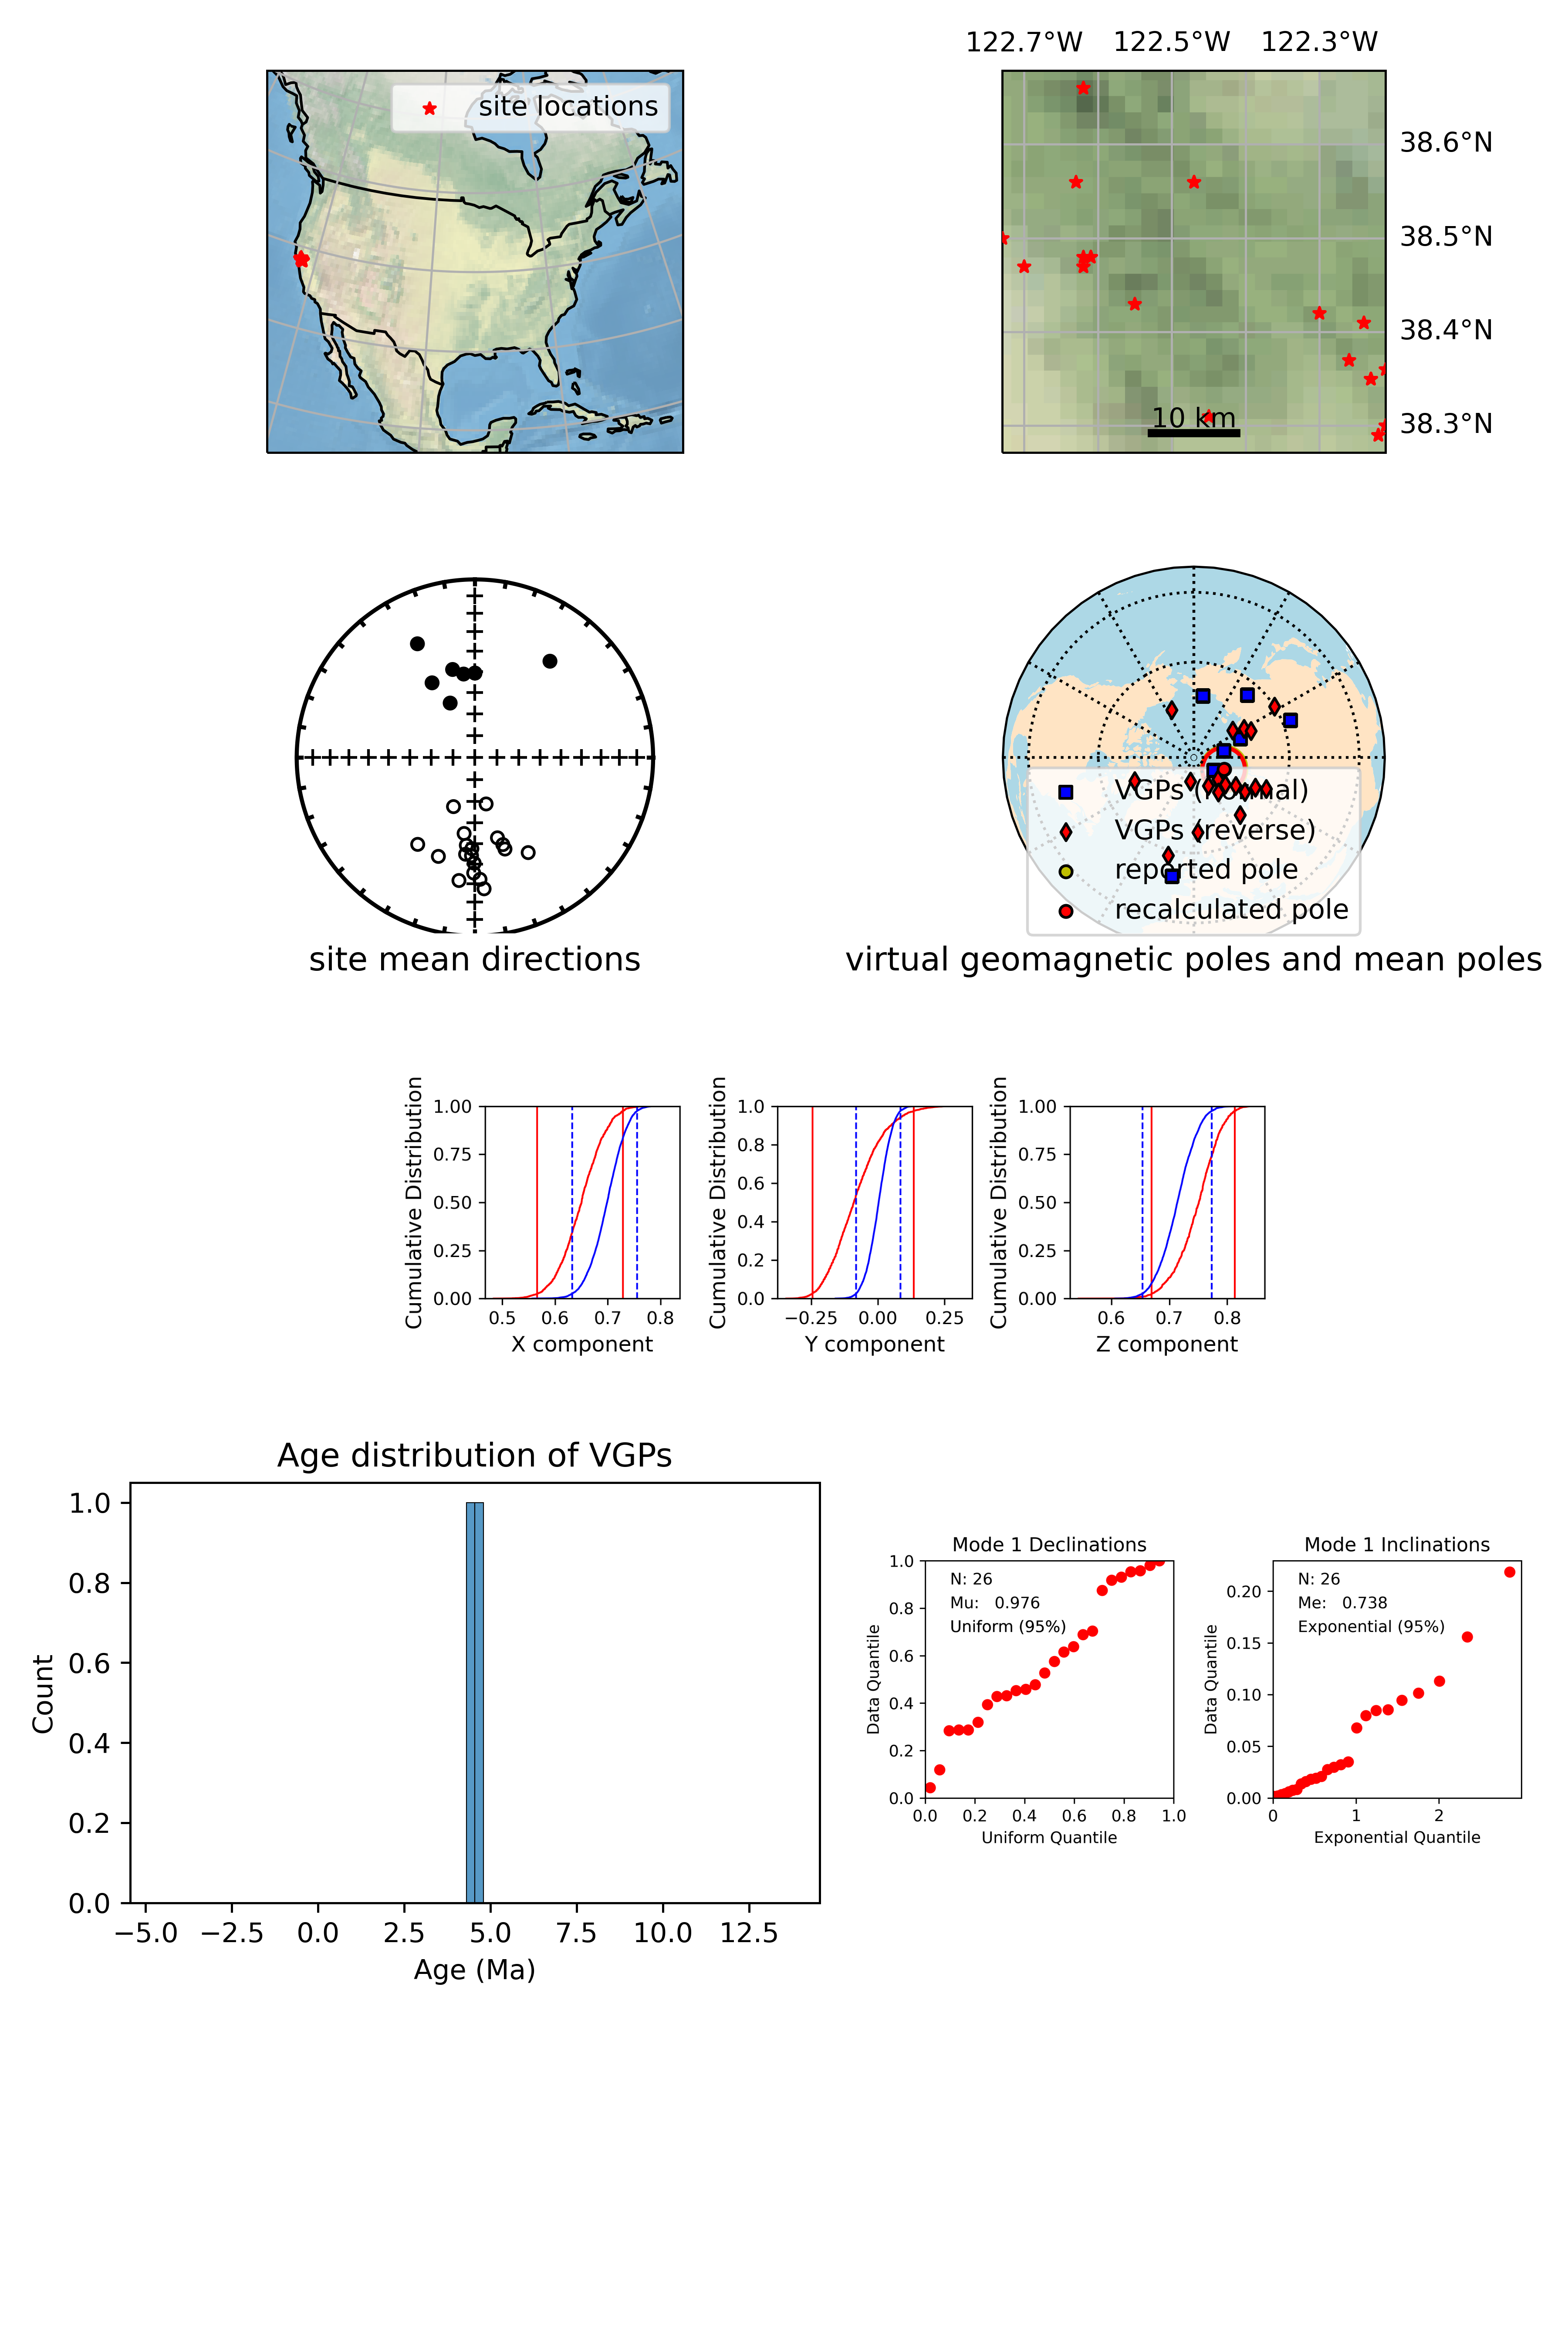 122.7°W 122.5°W 122.3°W
site locations
38.6°N
38.5°N
38.4°N
38.3°N
10 km
VGPs (normal)
VGPs (reverse)
reported pole
recalculated pole
site mean directions
virtual geomagnetic poles and mean poles
Cumulative Distribution
1.00
0.75
0.50
0.25
0.00
0.5 0.6 0.7 0.8
X component
Cumulative Distribution
1.0
0.8
0.6
0.4
0.2
0.0
−0.25 0.00 0.25
Y component
Cumulative Distribution
1.00
0.75
0.50
0.25
0.00
0.6 0.7 0.8
Z component
Age distribution of VGPs
Count
1.0
0.8
0.6
0.4
0.2
0.0
−5.0 −2.5 0.0 2.5 5.0 7.5 10.0 12.5
Age (Ma)
Mode 1 Declinations
N: 26
Mu: 0.976
Uniform (95%)
Data Quantile
1.0
0.8
0.6
0.4
0.2
0.0
0.0 0.2 0.4 0.6 0.8 1.0
Uniform Quantile
Mode 1 Inclinations
N: 26
Me: 0.738
Exponential (95%)
Data Quantile
0.20
0.15
0.10
0.05
0.00
0 1 2
Exponential Quantile